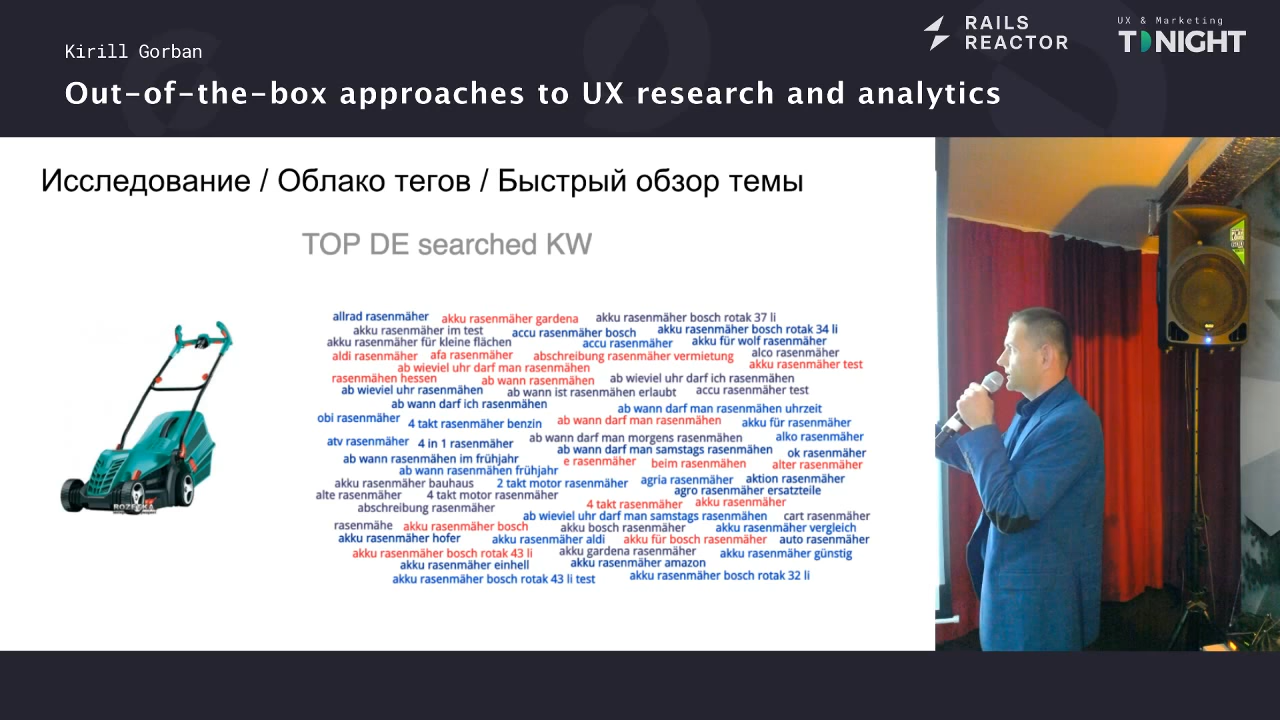 Kirill Gorban
Out-of-the-box approaches to UX research and analytics
RAILS
REACTOR
UX & Marketing
TONIGHT
Исследование / Облако тегов / Быстрый обзор темы
TOP DE searched KW
allrad rasenmäher akku rasenmäher gardena akku rasenmäher bosch rotak 37 li
akku rasenmäher im test accu rasenmäher bosch akku rasenmäher bosch rotak 34 li
akku rasenmäher für kleine flächen accu rasenmäher akku für wolf rasenmäher
aldi rasenmäher afa rasenmäher abschreibung rasenmäher vermietung alco rasenmäher
ab wieviel uhr darf man rasenmähen akku rasenmäher test
rasenmähen hessen ab wann rasenmähen ab wieviel uhr darf ich rasenmähen
ab wieviel uhr rasenmähen ab wann ist rasenmähen erlaubt accu rasenmäher test
ab wann darf ich rasenmähen ab wann darf man rasenmähen uhrzeit
obi rasenmäher 4 takt rasenmäher benzin ab wann darf man rasenmähen akku für rasenmäher
atv rasenmäher 4 in 1 rasenmäher ab wann darf man morgens rasenmähen alko rasenmäher
ab wann darf man samstags rasenmähen ok rasenmäher
ab wann rasenmähen im frühjahr e rasenmäher beim rasenmähen alter rasenmäher
ab wann rasenmähen frühjahr
akku rasenmäher bauhaus 2 takt motor rasenmäher agria rasenmäher aktion rasenmäher
alte rasenmäher 4 takt motor rasenmäher agro rasenmäher ersatzteile
abschreibung rasenmäher 4 takt rasenmäher akku rasenmäher
ab wieviel uhr darf man samstags rasenmähen cart rasenmäher
rasenmähe akku rasenmäher bosch akku bosch rasenmäher akku rasenmäher vergleich
akku rasenmäher hofer akku rasenmäher aldi akku für bosch rasenmäher auto rasenmäher
akku rasenmäher bosch rotak 43 li akku gardena rasenmäher akku rasenmäher günstig
akku rasenmäher einhell akku rasenmäher amazon
akku rasenmäher bosch rotak 43 li test akku rasenmäher bosch rotak 32 li
ROZETKA